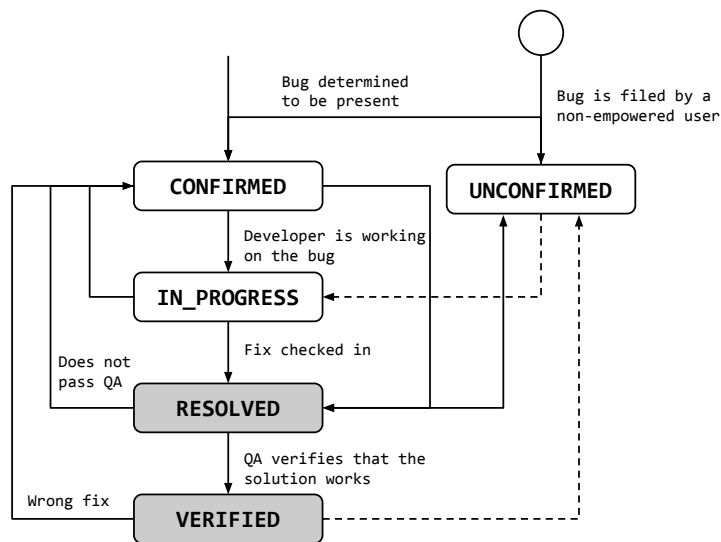 Bug determined
to be present
Bug is filed by a
non-empowered user
CONFIRMED
UNCONFIRMED
Developer is working
on the bug
IN_PROGRESS
Fix checked in
Does not
pass QA
RESOLVED
QA verifies that the
solution works
Wrong fix
VERIFIED